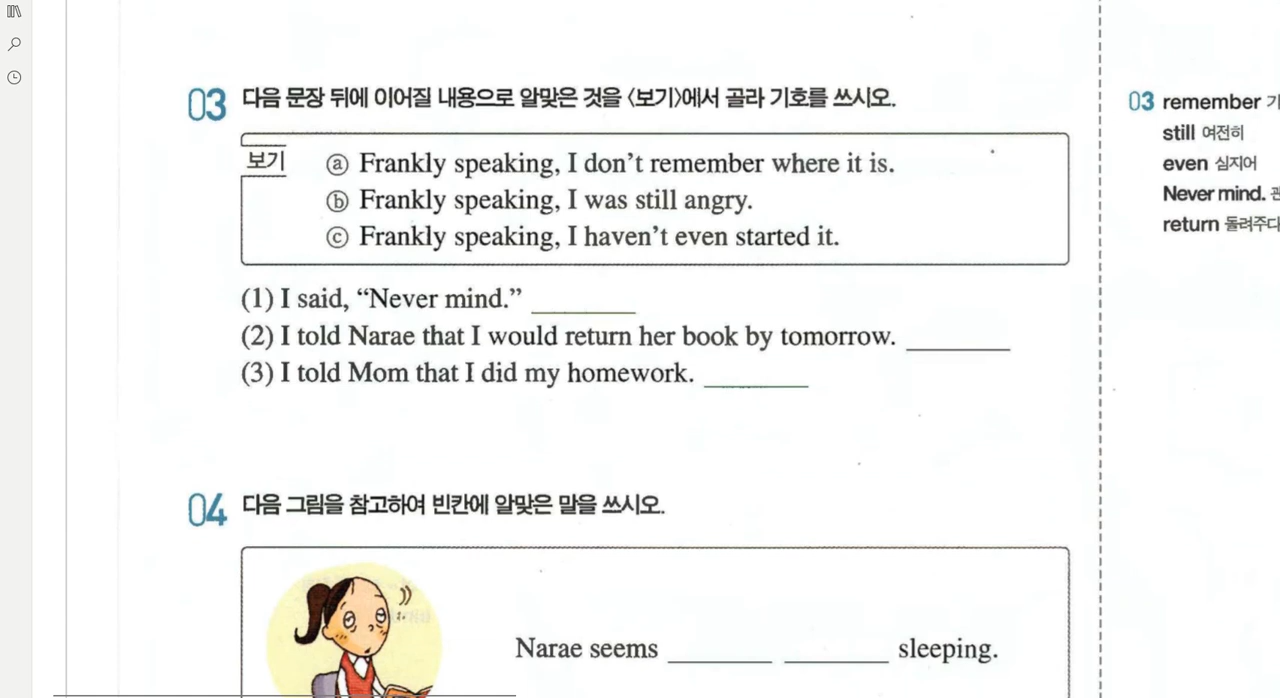 03 다음 문장 뒤에 이어질 내용으로 알맞은 것을 〈보기〉에서 골라 기호를 쓰시오.
보기
ⓐ Frankly speaking, I don't remember where it is.
ⓑ Frankly speaking, I was still angry.
ⓒ Frankly speaking, I haven't even started it.
(1) I said, “Never mind.” ________
(2) I told Narae that I would return her book by tomorrow. ________
(3) I told Mom that I did my homework. ________
04 다음 그림을 참고하여 빈칸에 알맞은 말을 쓰시오.
Narae seems ________ ________ sleeping.
03 remember
still 여전히
even 심지어
Never mind.
return 돌려주다